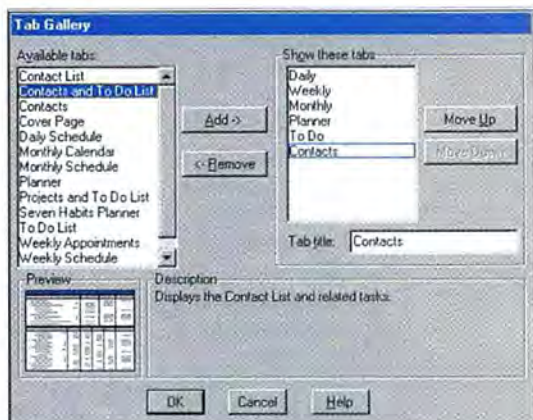 Tab Gallery
Available tabs:
Contact List
Contacts and To Do List
Contacts
Cover Page
Daily Schedule
Monthly Calendar
Monthly Schedule
Planner
Projects and To Do List
Seven Habits Planner
To Do List
Weekly Appointments
Weekly Schedule
Add ->
<- Remove
Show these tabs
Daily
Weekly
Monthly
Planner
To Do
Contacts
Move Up
Move Down
Tab title: Contacts
Preview
Description
Displays the Contact List and related tasks.
OK
Cancel
Help